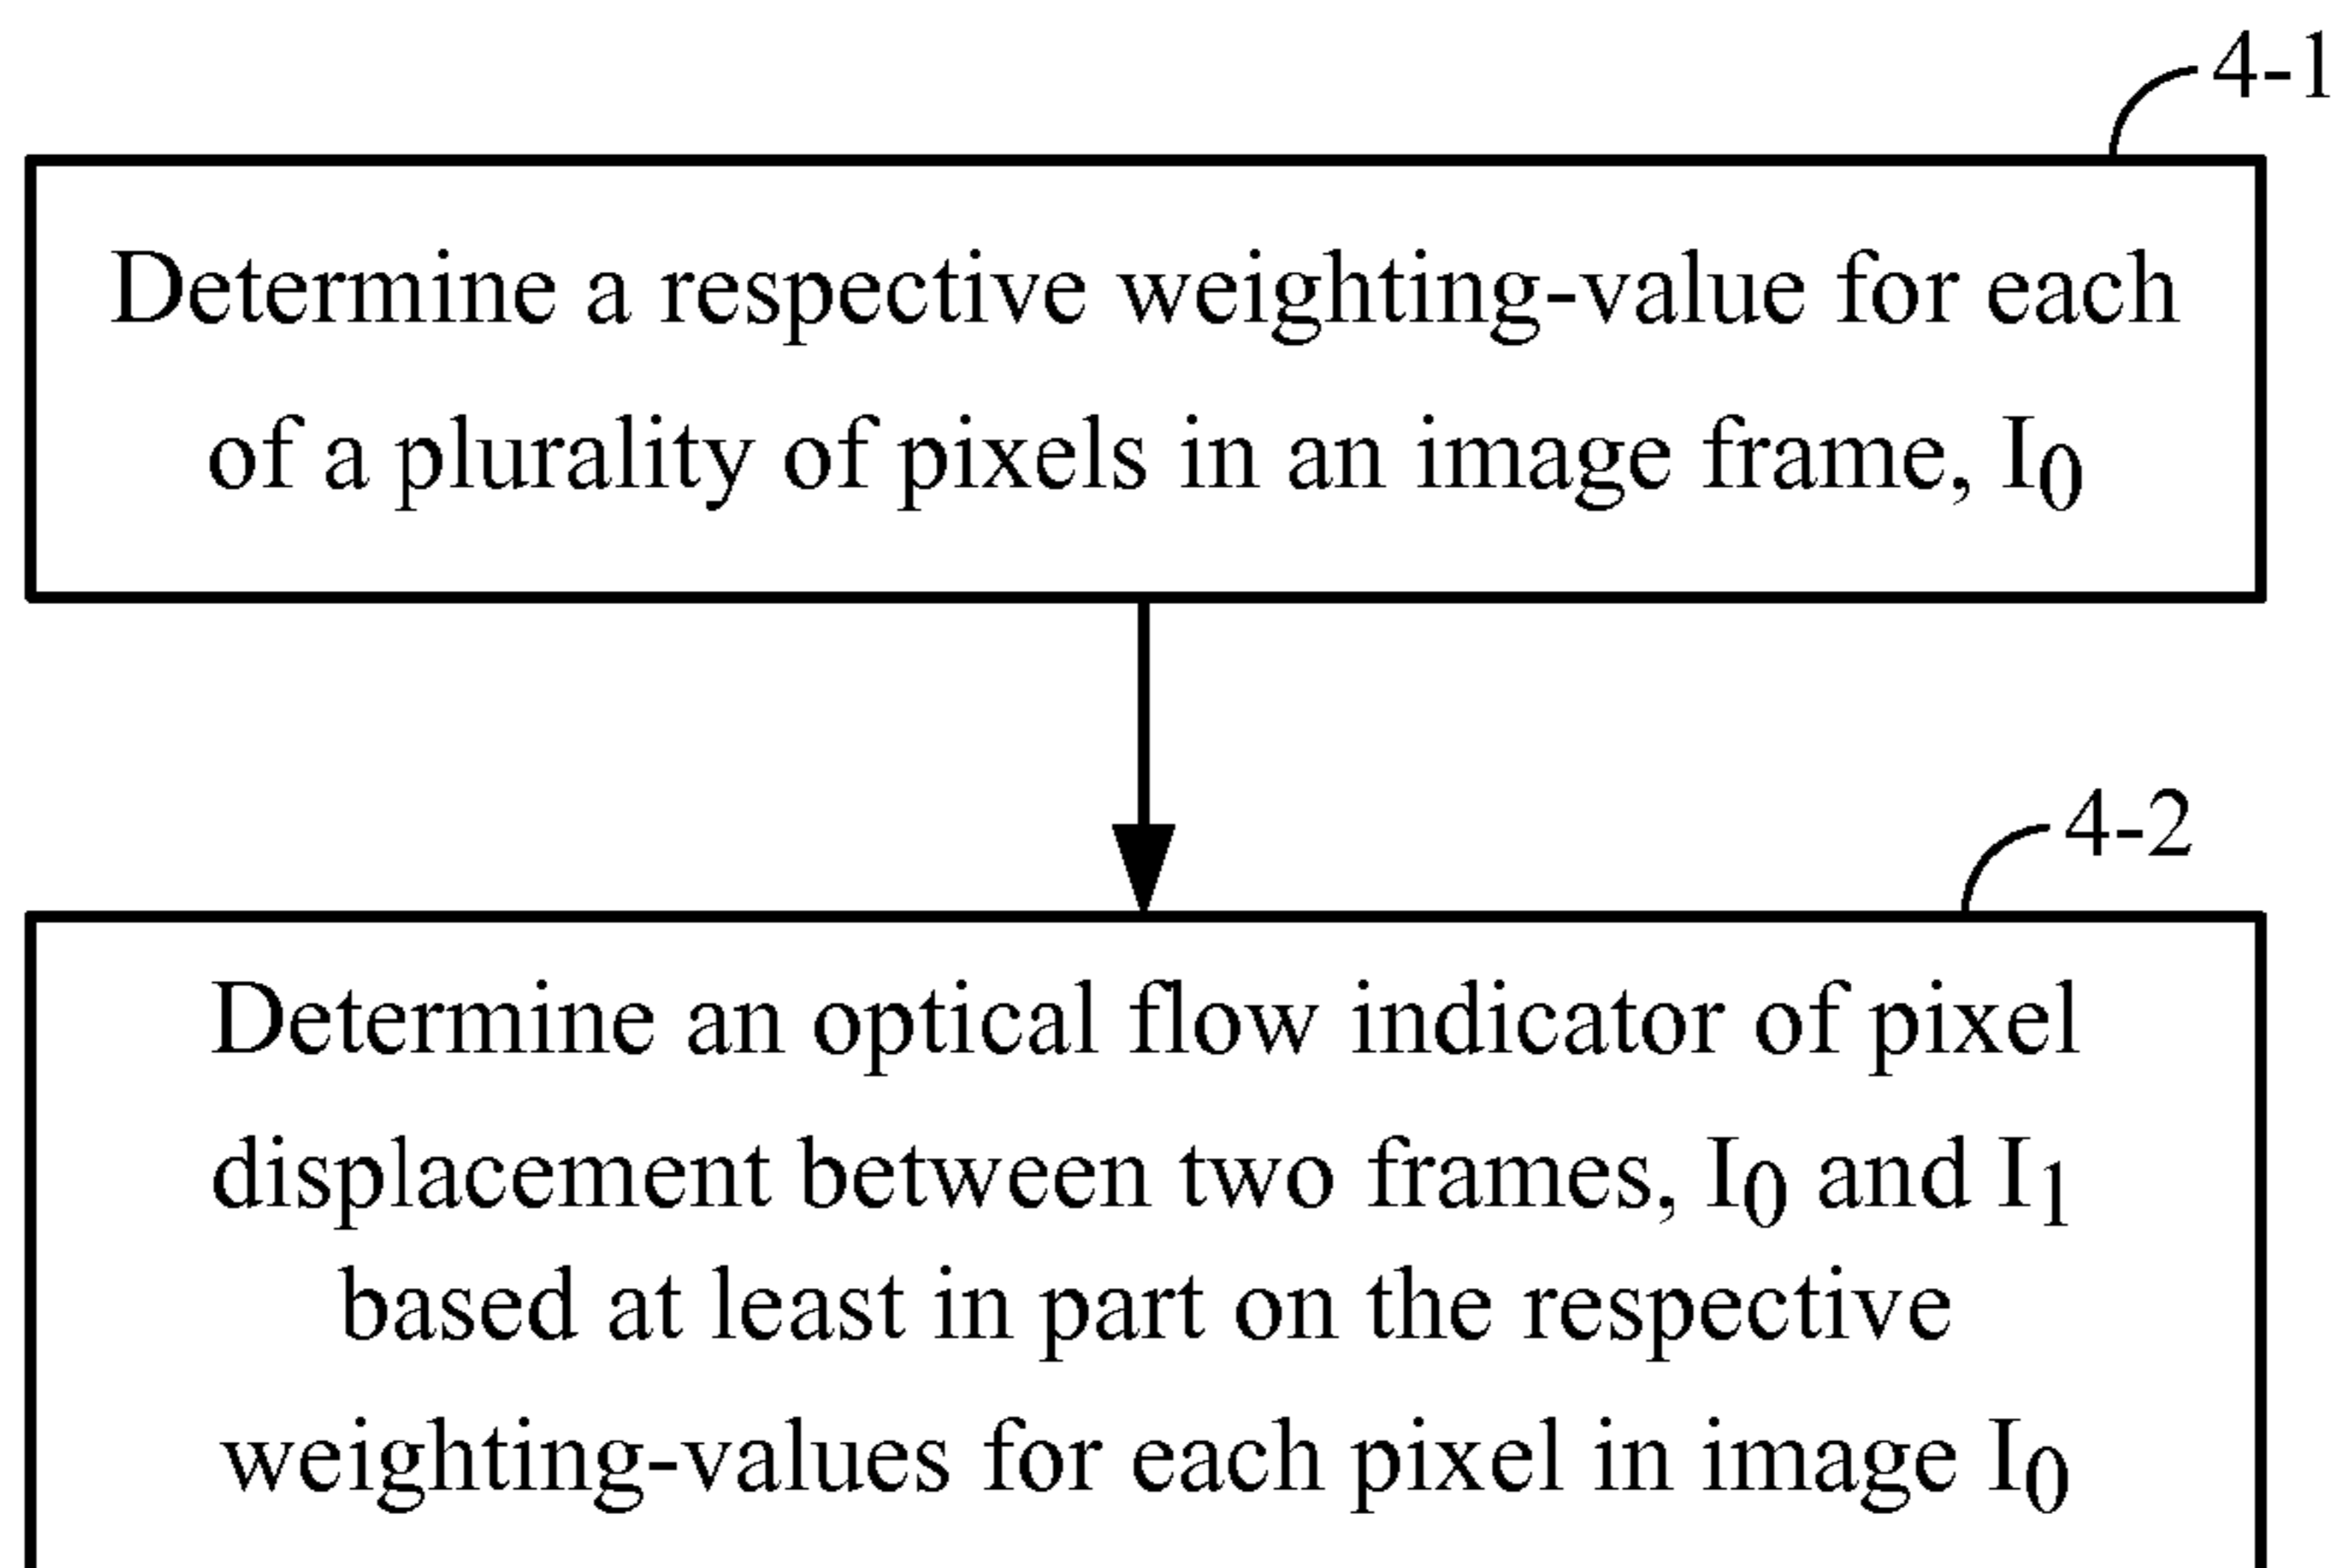 4-1
Determine a respective weighting-value for each
of a plurality of pixels in an image frame, I₀
4-2
Determine an optical flow indicator of pixel
displacement between two frames, I₀ and I₁
based at least in part on the respective
weighting-values for each pixel in image I₀